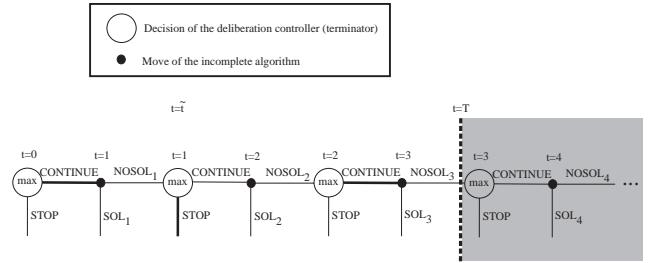 Decision of the deliberation controller (terminator)
Move of the incomplete algorithm
t=t̃ t=T
t=0 t=1 t=1 t=2 t=2 t=3 t=3 t=4
max CONTINUE NOSOL1 max CONTINUE NOSOL2 max CONTINUE NOSOL3 max CONTINUE NOSOL4 ...
STOP SOL1 STOP SOL2 STOP SOL3 STOP SOL4